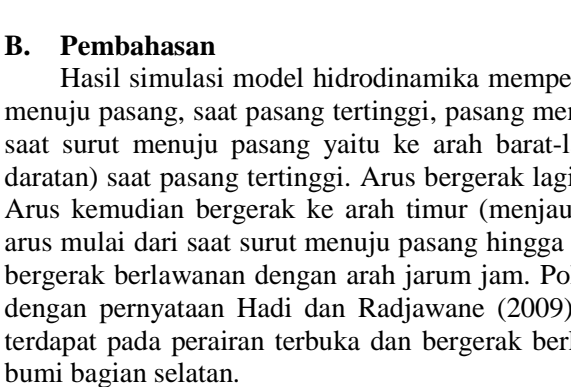 B. Pembahasan
Hasil simulasi model hidrodinamika mempe
menuju pasang, saat pasang tertinggi, pasang me
saat surut menuju pasang yaitu ke arah barat-l
daratan) saat pasang tertinggi. Arus bergerak lagi
Arus kemudian bergerak ke arah timur (menjau
arus mulai dari saat surut menuju pasang hingga
bergerak berlawanan dengan arah jarum jam. Po
dengan pernyataan Hadi dan Radjawane (2009)
terdapat pada perairan terbuka dan bergerak ber
bumi bagian selatan.